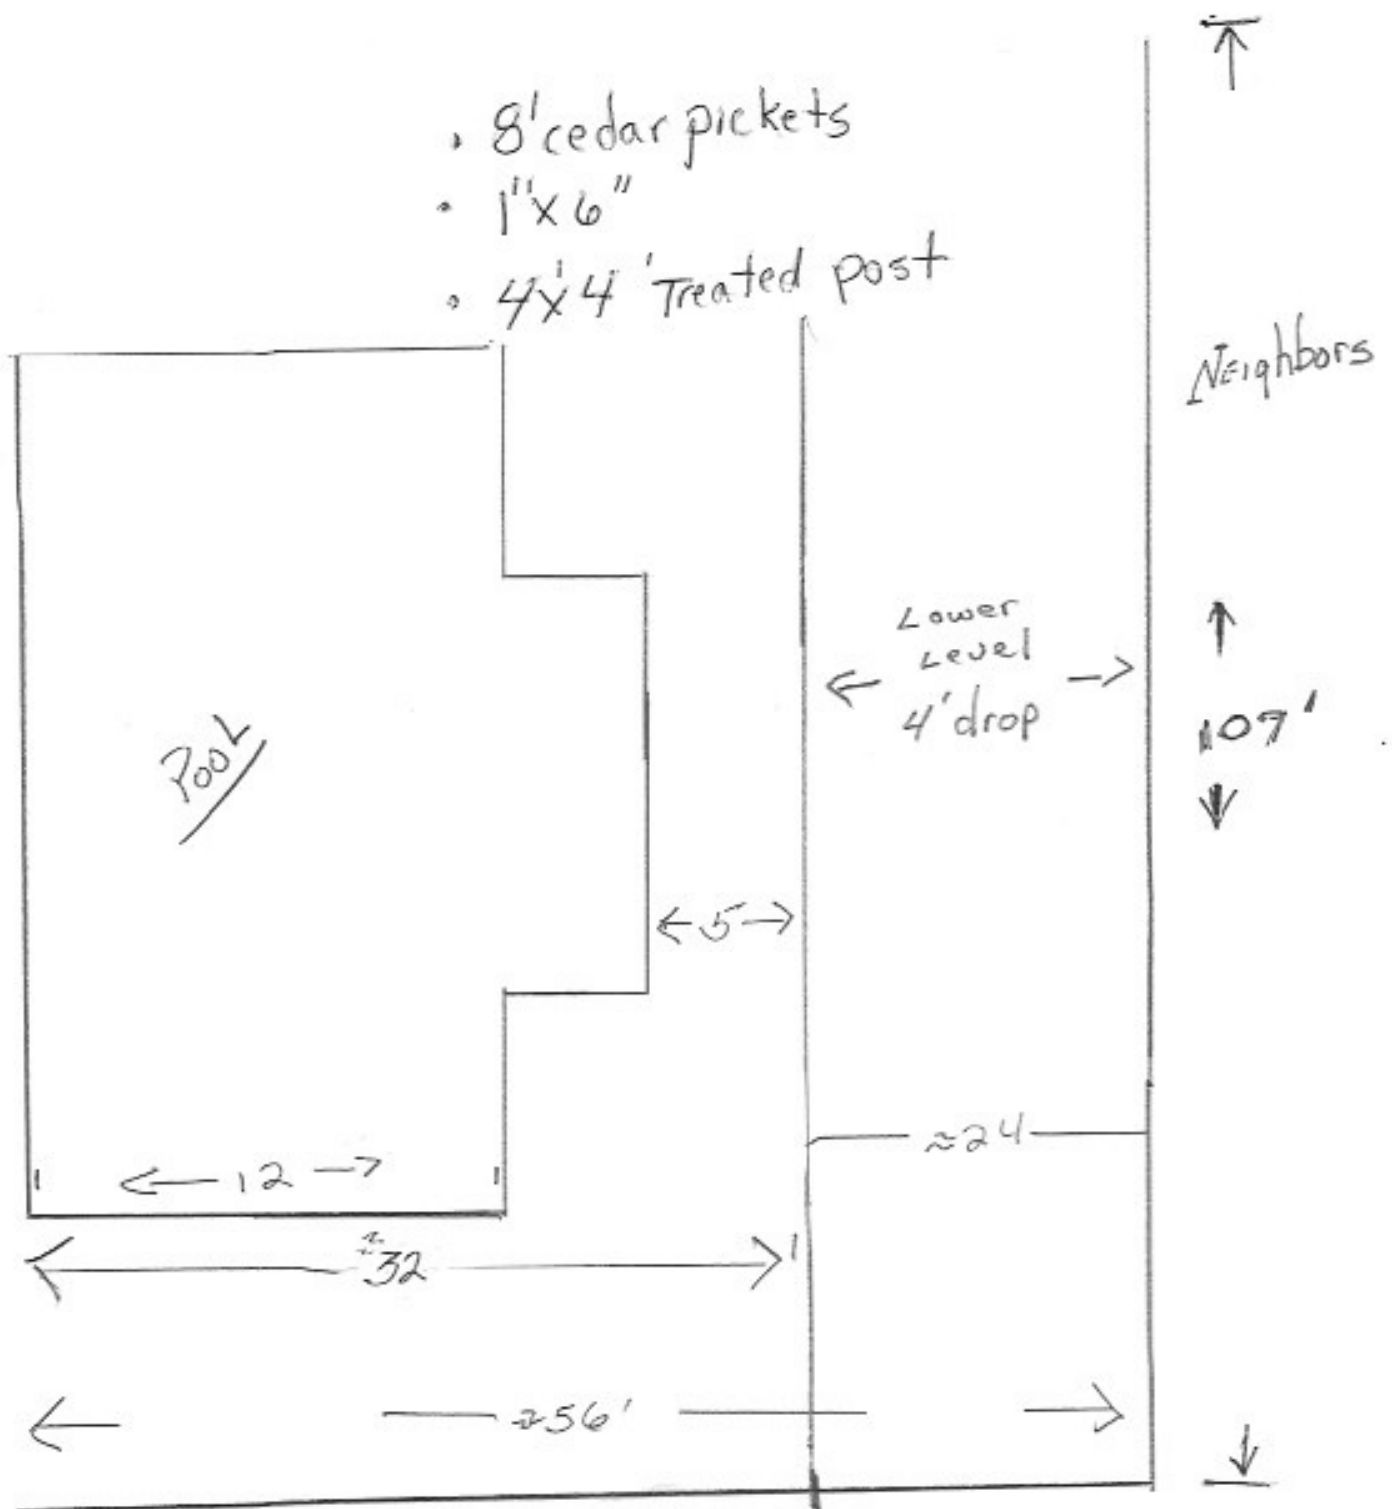 • 8' cedar pickets
• 1" x 6"
• 4'x4' Treated post
Neighbors
Lower
Level
4' drop
107'
Pool
5
≈24
12
≈32
≈56'